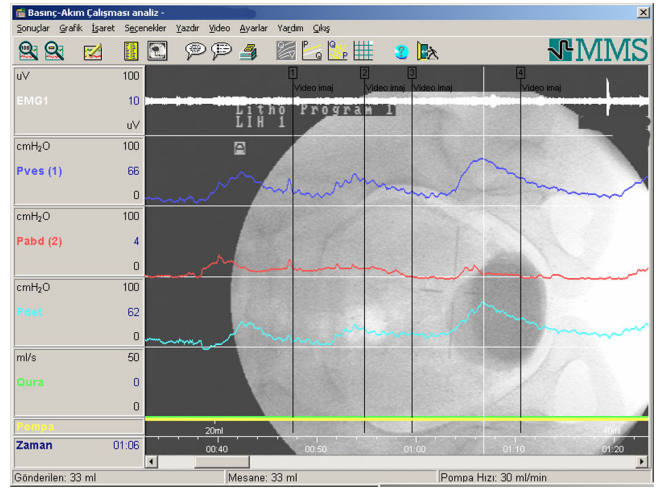 Basınç-Akım Çalışması analiz -
Sonuçlar Grafik İşaret Seçenekler Yazdır Video Ayarlar Yardım Çıkış
MMS
uV 100
EMG1 10
uV
1 2 3 4
Video imaj Video imaj Video imaj Video imaj
Litho Program 1
LIH 1
cmH₂O 100
Pves (1) 66
0
cmH₂O 100
Pabd (2) 4
0
cmH₂O 100
Pdet 62
0
ml/s 50
Qura 0
0
Pompa
20ml 40ml
Zaman 01:06
00:40 00:50 01:00 01:10 01:20
Gönderilen: 33 ml Mesane: 33 ml Pompa Hızı: 30 ml/min